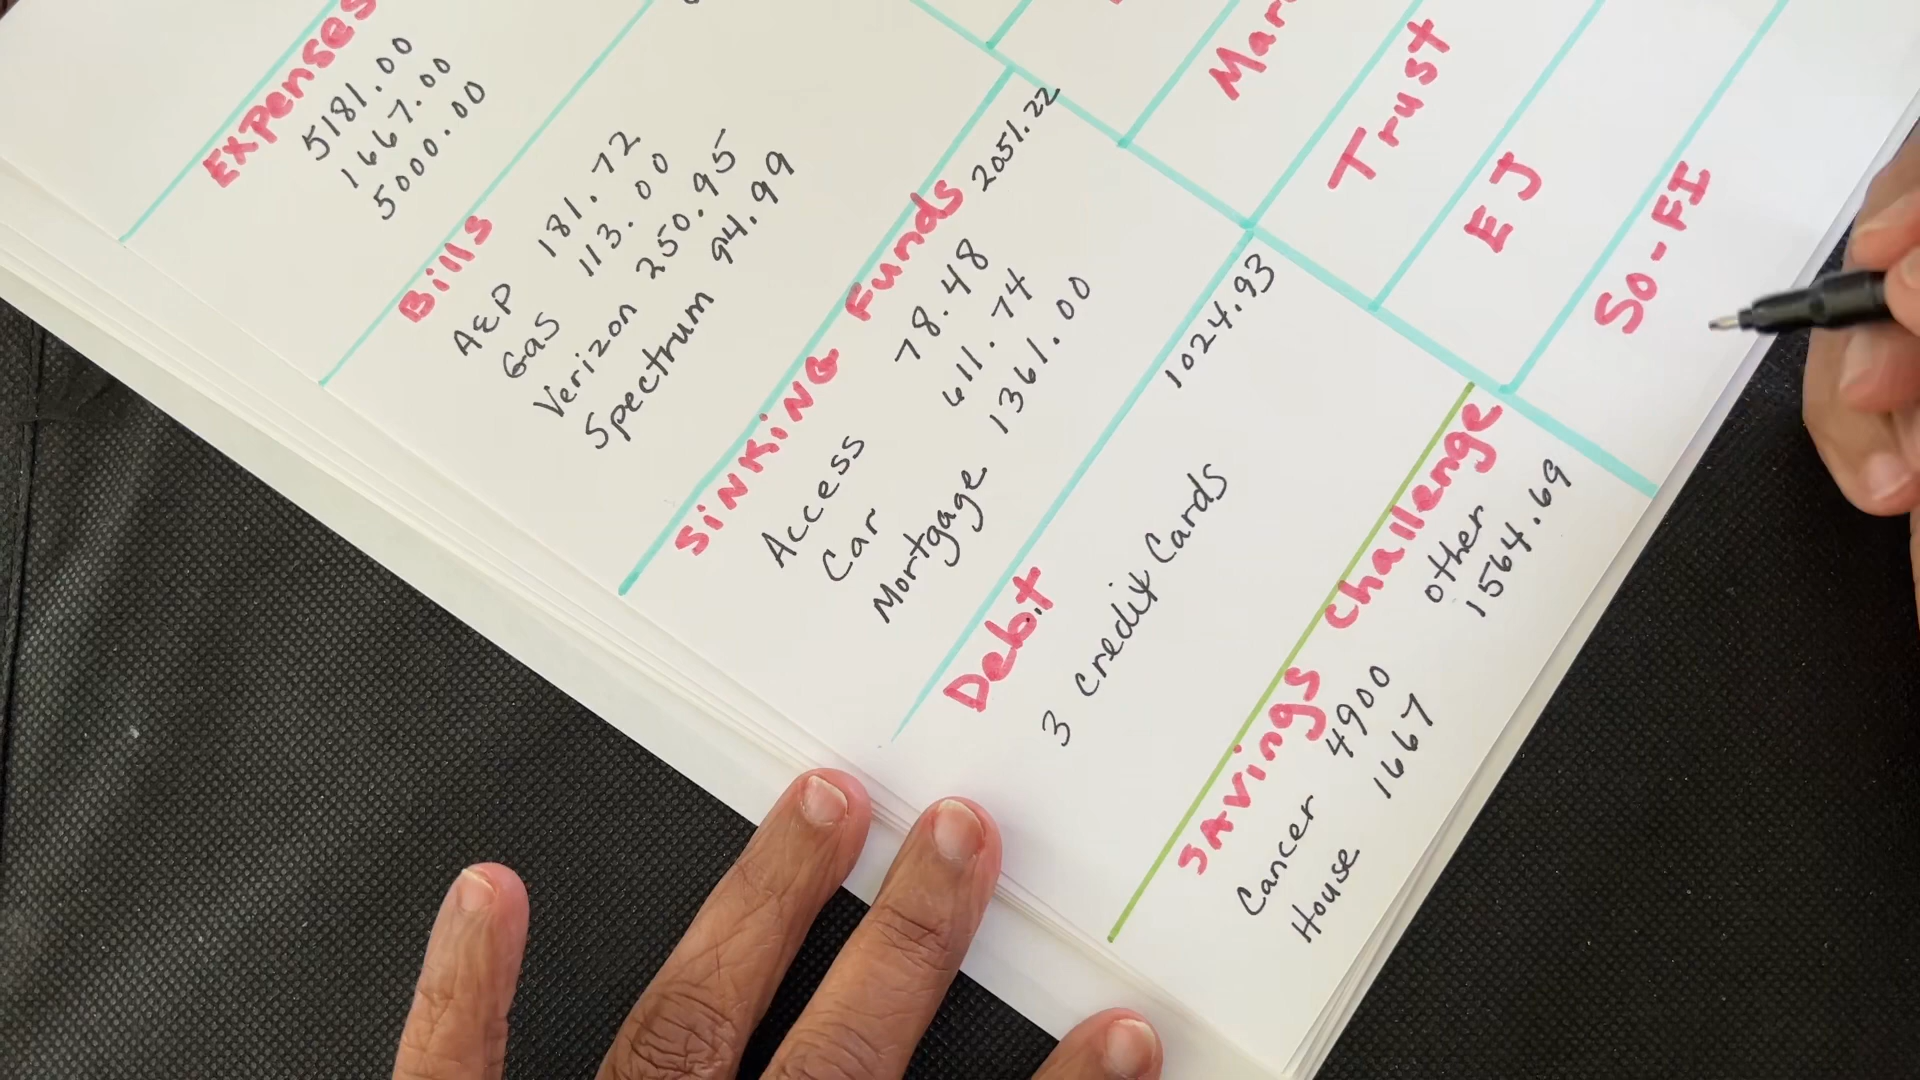 Expenses
5181.00
1667.00
5000.00
Bills
AEP 181.72
Gas 113.00
Verizon 250.95
Spectrum 94.99
Sinking Funds 2051.22
Access 78.48
Car 611.74
Mortgage 1361.00
Debt 1024.93
3 Credit Cards
Savings Challenge
Cancer 4900 other
House 1667 1564.69
Trust
EJ
So-FI